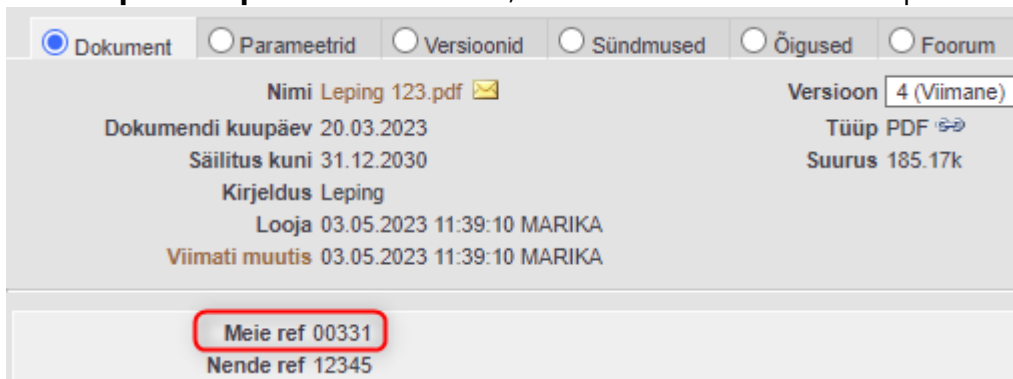 Dokument Parameetrid Versioonid Sündmused Õigused Foorum
Nimi Leping 123.pdf Versioon 4 (Viimane)
Dokumendi kuupäev 20.03.2023 Tüüp PDF
Säilitus kuni 31.12.2030 Suurus 185.17k
Kirjeldus Leping
Looja 03.05.2023 11:39:10 MARIKA
Viimati muutis 03.05.2023 11:39:10 MARIKA
Meie ref 00331
Nende ref 12345